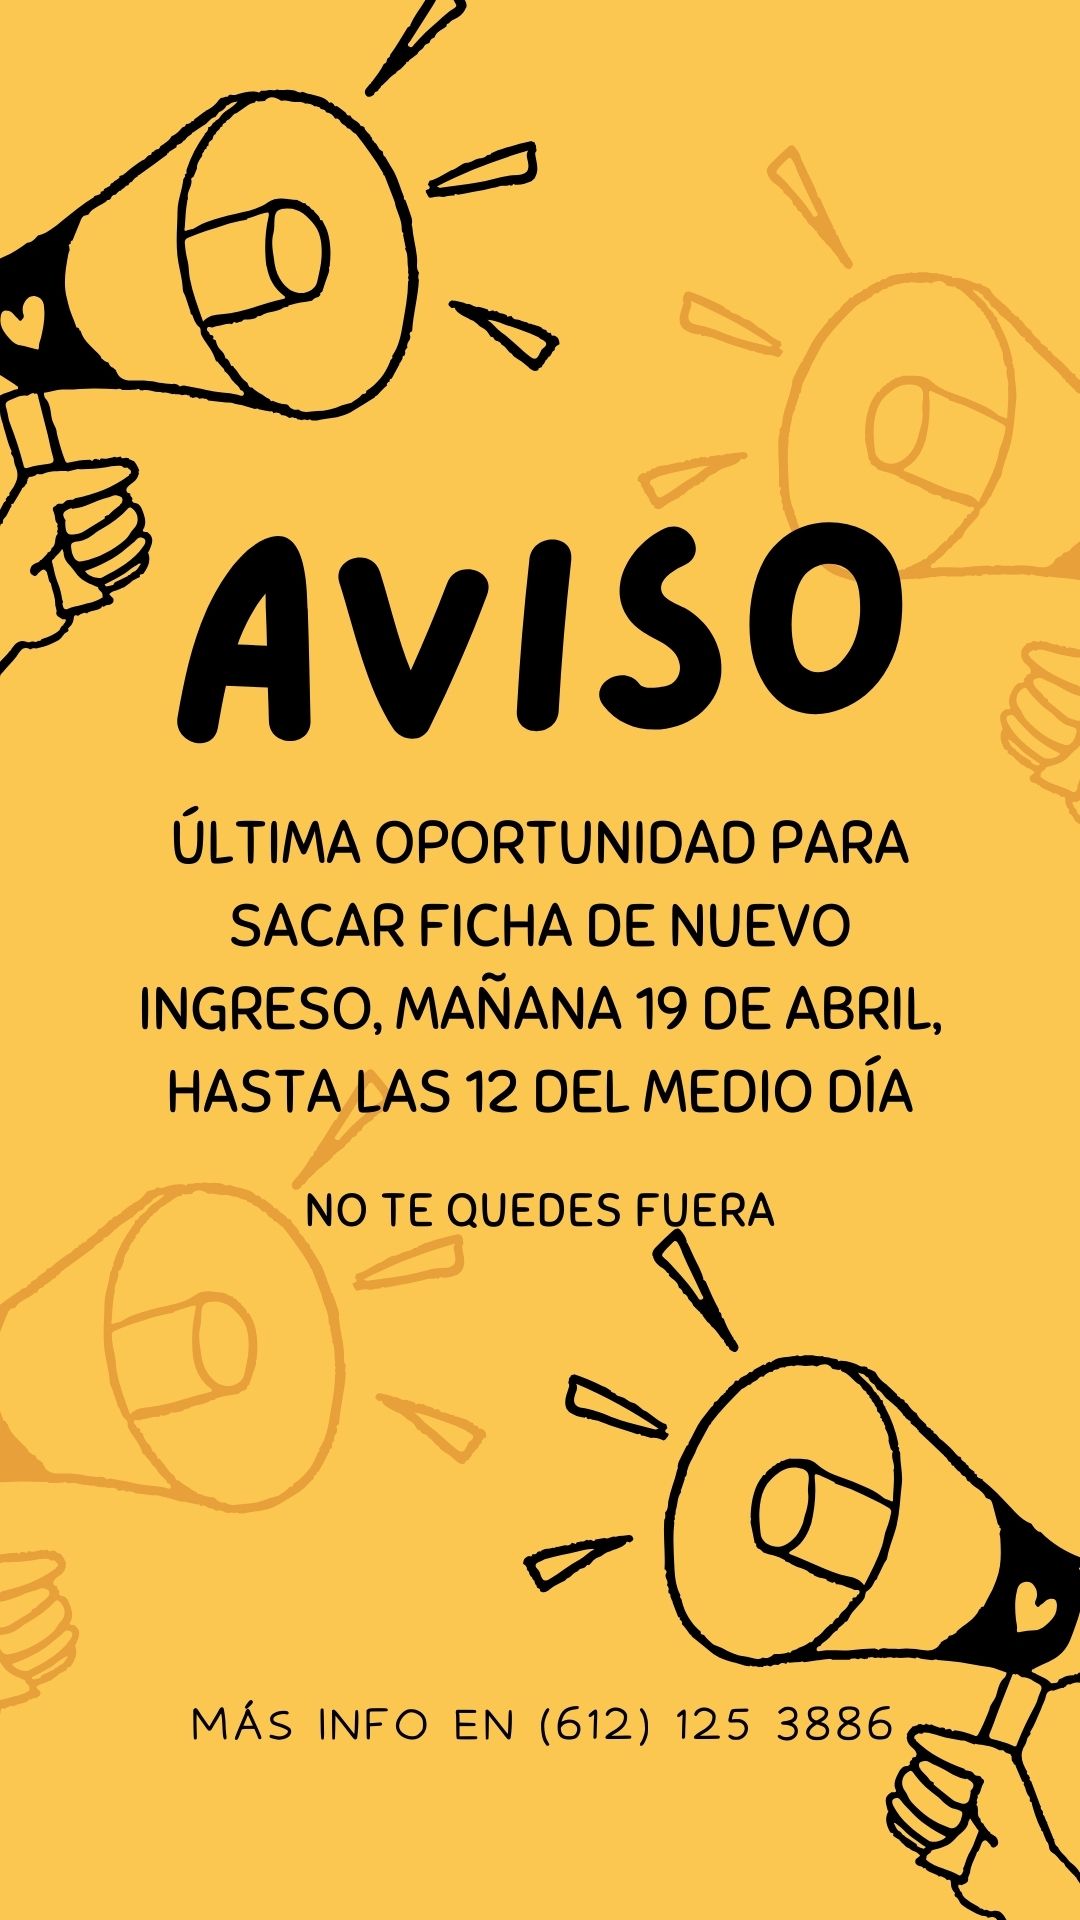 AVISO
ÚLTIMA OPORTUNIDAD PARA
SACAR FICHA DE NUEVO
INGRESO, MAÑANA 19 DE ABRIL,
HASTA LAS 12 DEL MEDIO DÍA
NO TE QUEDES FUERA
MÁS INFO EN (612) 125 3886